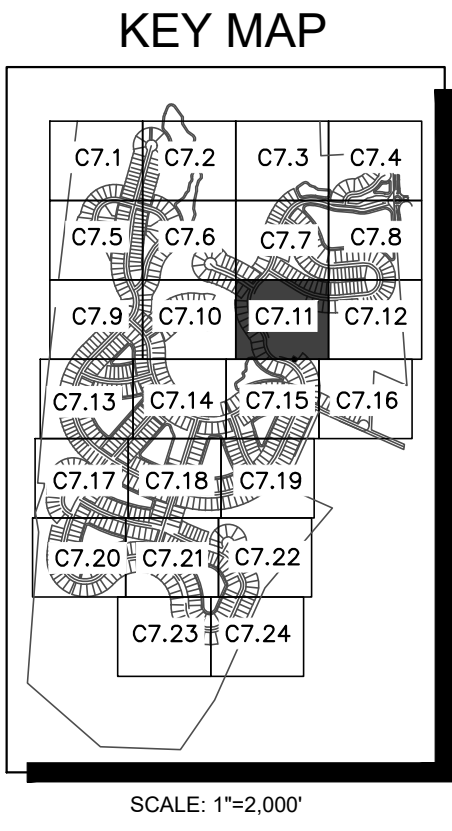 KEY MAP
C7.1 C7.2 C7.3 C7.4
C7.5 C7.6 C7.7 C7.8
C7.9 C7.10 C7.11 C7.12
C7.13 C7.14 C7.15 C7.16
C7.17 C7.18 C7.19
C7.20 C7.21 C7.22
C7.23 C7.24
SCALE: 1"=2,000'